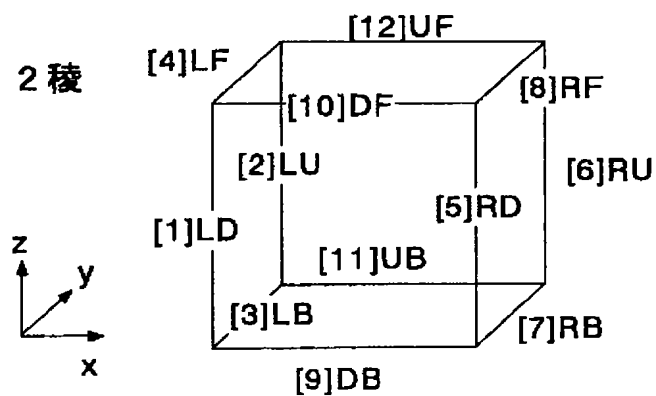 [12]UF
[4]LF
2 稜
[8]RF
[10]DF
[2]LU
[6]RU
[5]RD
[1]LD
z
y
[11]UB
[3]LB
[7]RB
x
[9]DB